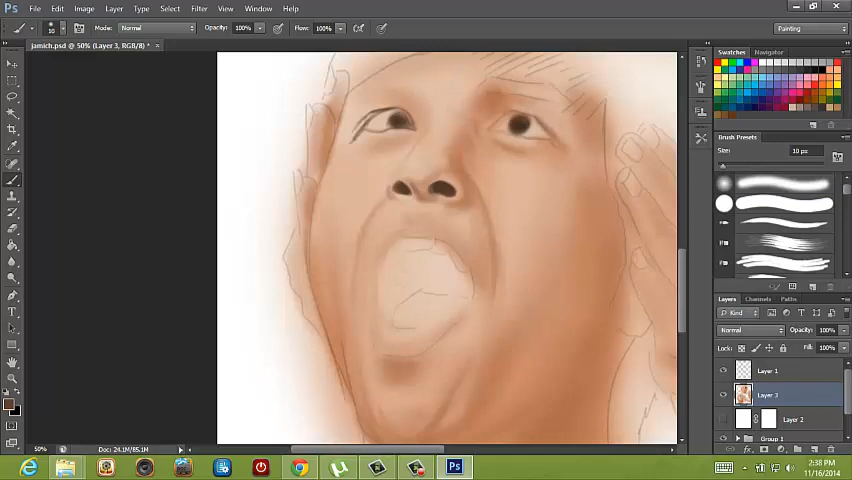 Ps File Edit Image Layer Type Select Filter View Window Help
10 Mode: Normal Opacity: 100% Flow: 100% Painting
jamich.psd @ 50% (Layer 3, RGB/8) * ×
Swatches Navigator
Brush Presets
Size: 10 px
Layers Channels Paths
Kind
Normal Opacity: 100%
Lock: Fill: 100%
Layer 1
Layer 3
Layer 2
Group 1
fx
50% Doc: 24.1M/85.1M
Ps
2:38 PM
11/16/2014